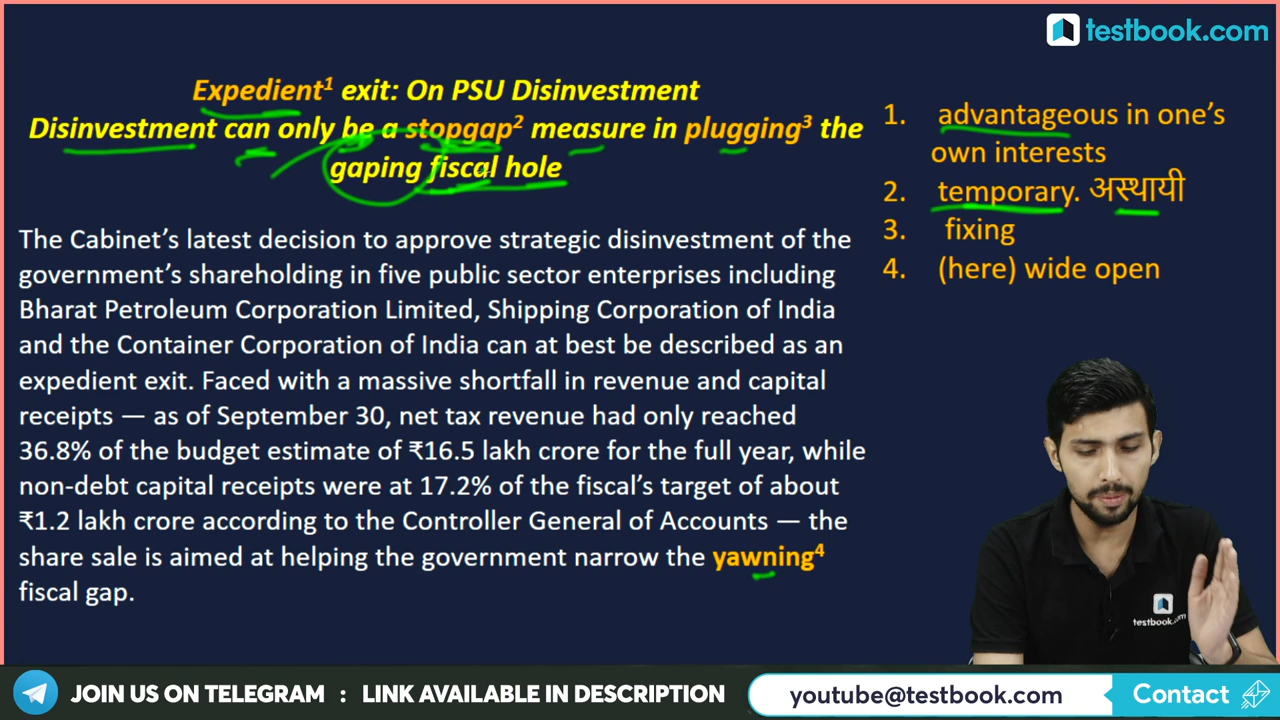 testbook.com
Expedient¹ exit: On PSU Disinvestment
Disinvestment can only be a stopgap² measure in plugging³ the
gaping fiscal hole
The Cabinet’s latest decision to approve strategic disinvestment of the
government’s shareholding in five public sector enterprises including
Bharat Petroleum Corporation Limited, Shipping Corporation of India
and the Container Corporation of India can at best be described as an
expedient exit. Faced with a massive shortfall in revenue and capital
receipts — as of September 30, net tax revenue had only reached
36.8% of the budget estimate of ₹16.5 lakh crore for the full year, while
non-debt capital receipts were at 17.2% of the fiscal’s target of about
₹1.2 lakh crore according to the Controller General of Accounts — the
share sale is aimed at helping the government narrow the yawning⁴
fiscal gap.
1. advantageous in one’s
own interests
2. temporary. अस्थायी
3. fixing
4. (here) wide open
testbook.com
JOIN US ON TELEGRAM : LINK AVAILABLE IN DESCRIPTION
youtube@testbook.com
Contact